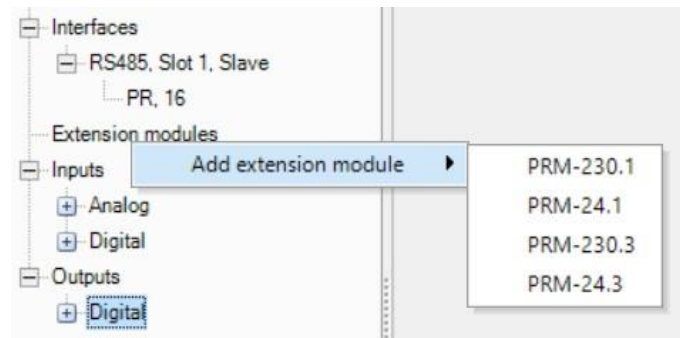 Interfaces
RS485, Slot 1, Slave
PR, 16
Extension modules
Inputs
Add extension module
PRM-230.1
Analog
PRM-24.1
Digital
PRM-230.3
Outputs
PRM-24.3
Digital